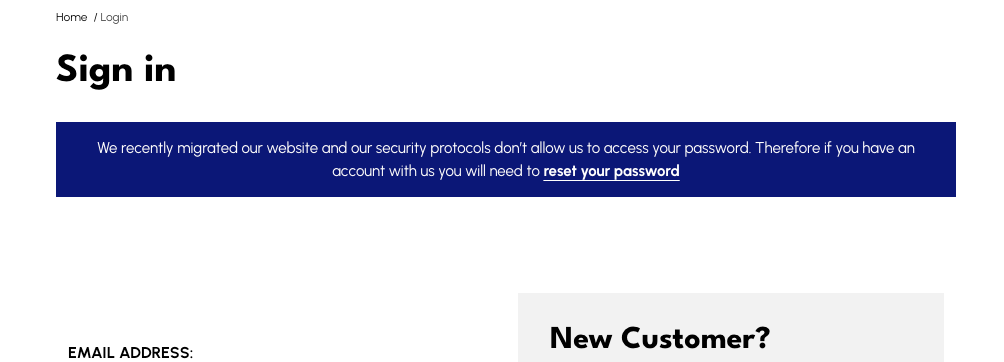 Home / Login
Sign in
We recently migrated our website and our security protocols don't allow us to access your password. Therefore if you have an
account with us you will need to reset your password
New Customer?
EMAIL ADDRESS: